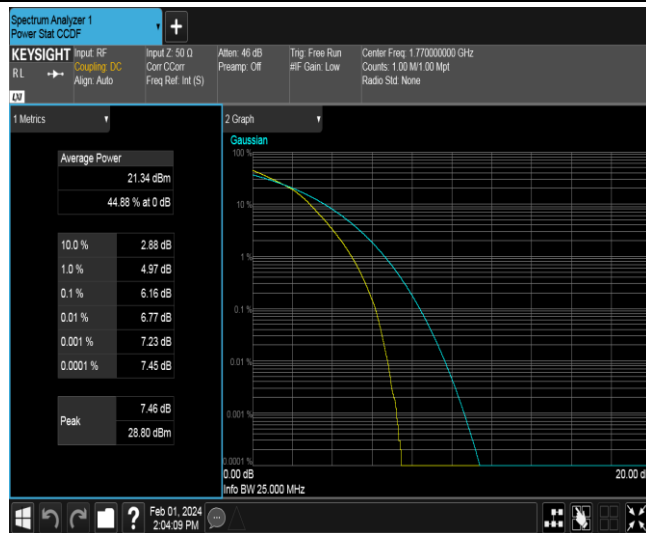 Spectrum Analyzer 1
Power Stat CCDF
+
KEYSIGHT Input: RF Input Z: 50 Ω Atten: 46 dB Trig: Free Run Center Freq: 1.770000000 GHz
RL Coupling: DC Corr CCorr Preamp: Off #IF Gain: Low Counts: 1.00 M/1.00 Mpt
Align: Auto Freq Ref: Int (S) Radio Std: None
LXI
1 Metrics
2 Graph
Average Power
21.34 dBm
44.88 % at 0 dB
10.0 % 2.88 dB
1.0 % 4.97 dB
0.1 % 6.16 dB
0.01 % 6.77 dB
0.001 % 7.23 dB
0.0001 % 7.45 dB
Peak 7.46 dB
28.80 dBm
Gaussian
100 %
10 %
1 %
0.1 %
0.01 %
0.001 %
0.0001 %
0.00 dB 20.00 d
Info BW 25.000 MHz
? Feb 01, 2024
2:04:09 PM